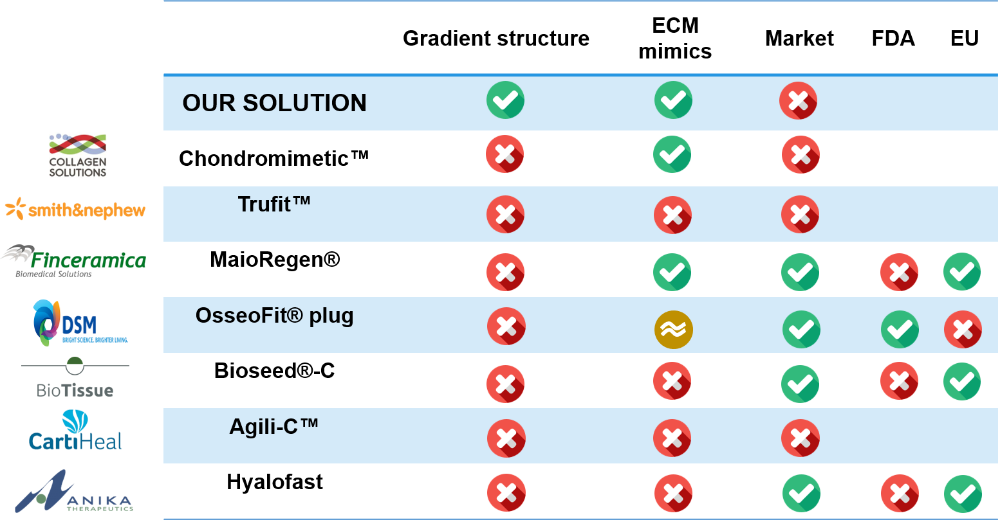 Gradient structure
ECM
mimics
Market
FDA
EU
OUR SOLUTION
COLLAGEN
SOLUTIONS
Chondromimetic™
smith&nephew
Trufit™
Finceramica
Biomedical Solutions
MaioRegen®
DSM
BRIGHT SCIENCE. BRIGHTER LIVING.
OsseoFit® plug
BioTissue
Bioseed®-C
CartiHeal
Agili-C™
ANIKA
THERAPEUTICS
Hyalofast